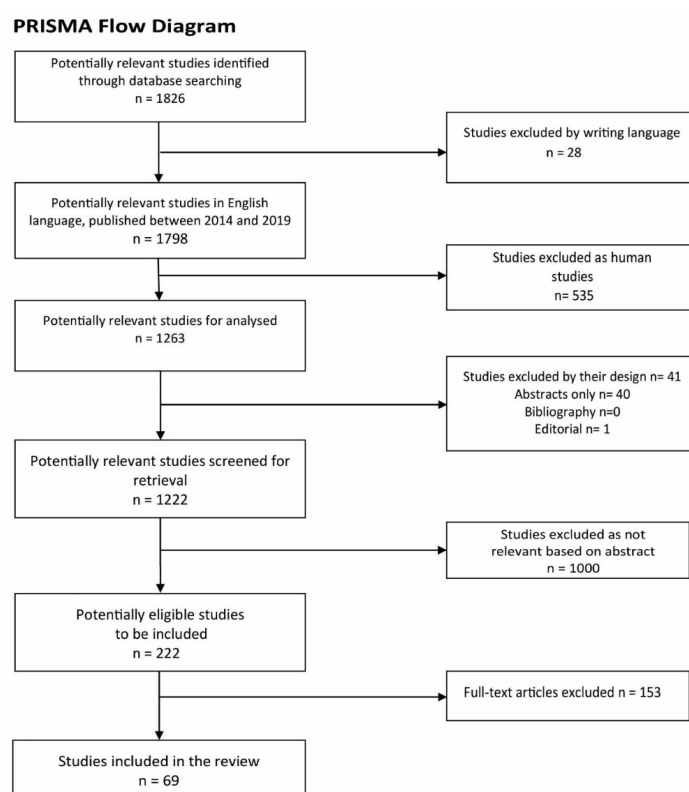 PRISMA Flow Diagram
Potentially relevant studies identified
through database searching
n = 1826
Studies excluded by writing language
n = 28
Potentially relevant studies in English
language, published between 2014 and 2019
n = 1798
Studies excluded as human
studies
n= 535
Potentially relevant studies for analysed
n = 1263
Studies excluded by their design n= 41
Abstracts only n= 40
Bibliography n=0
Editorial n= 1
Potentially relevant studies screened for
retrieval
n = 1222
Studies excluded as not
relevant based on abstract
n = 1000
Potentially eligible studies
to be included
n = 222
Full-text articles excluded n = 153
Studies included in the review
n = 69